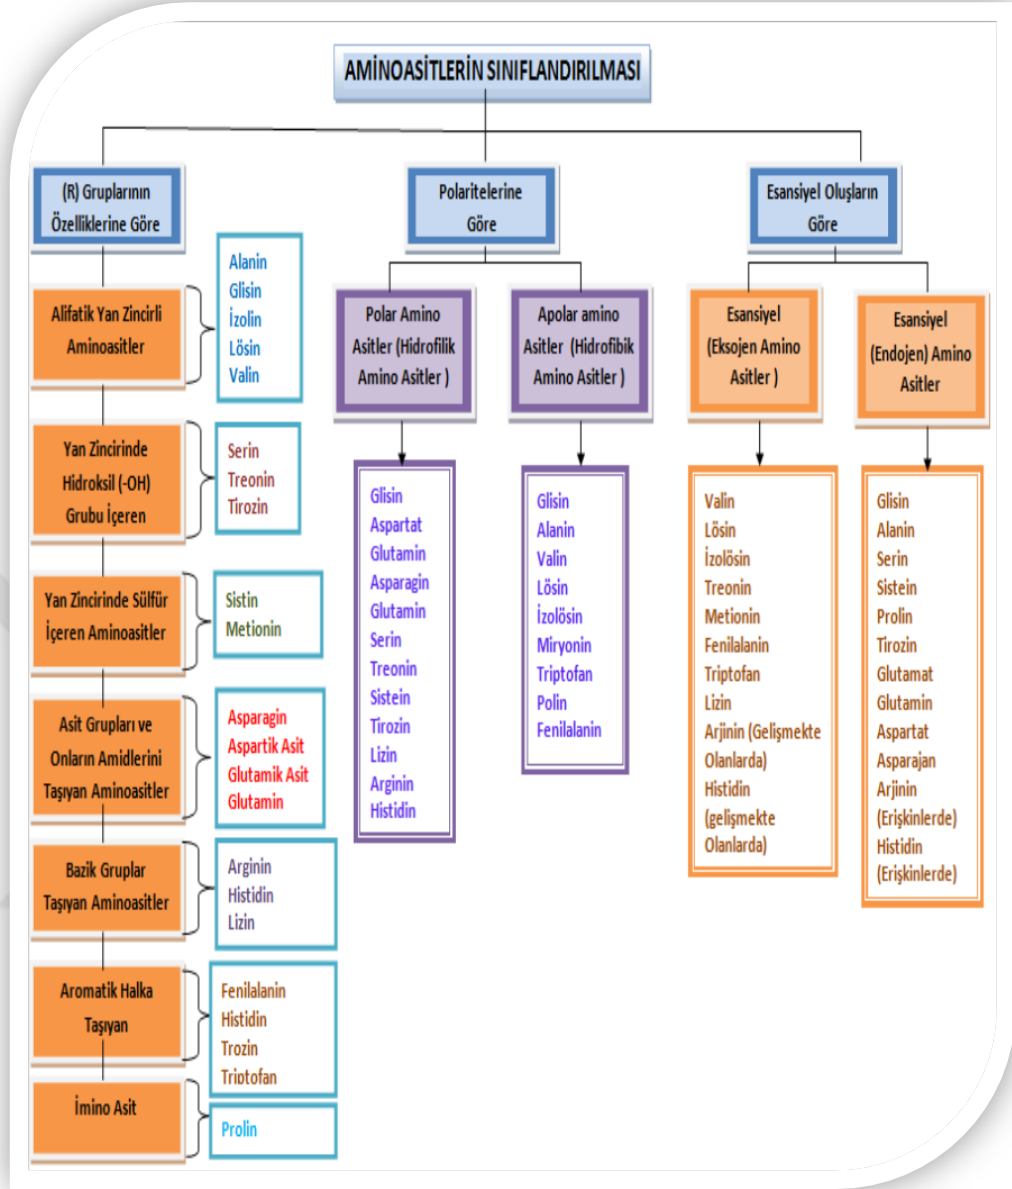 AMİNOASİTLERİN SINIFLANDIRILMASI
(R) Gruplarının
Özelliklerine Göre
Alifatik Yan Zincirli
Aminoasitler
Alanin
Glisin
İzolin
Lösin
Valin
Yan Zincirinde
Hidroksil (-OH)
Grubu İçeren
Serin
Treonin
Tirozin
Yan Zincirinde Sülfür
İçeren Aminoasitler
Sistin
Metionin
Asit Grupları ve
Onların Amidlerini
Taşıyan Aminoasitler
Asparagin
Aspartik Asit
Glutamik Asit
Glutamin
Bazik Gruplar
Taşıyan Aminoasitler
Arginin
Histidin
Lizin
Aromatik Halka
Taşıyan
Fenilalanin
Histidin
Trozin
Triptofan
İmino Asit
Prolin
Polaritelerine
Göre
Polar Amino
Asitler (Hidrofilik
Amino Asitler )
Glisin
Aspartat
Glutamin
Asparagin
Glutamin
Serin
Treonin
Sistein
Tirozin
Lizin
Arginin
Histidin
Apolar amino
Asitler (Hidrofibik
Amino Asitler )
Glisin
Alanin
Valin
Lösin
İzolösin
Miryonin
Triptofan
Polin
Fenilalanin
Esansiyel Oluşların
Göre
Esansiyel
(Eksojen Amino
Asitler )
Valin
Lösin
İzolösin
Treonin
Metionin
Fenilalanin
Triptofan
Lizin
Arjinin (Gelişmekte
Olanlarda)
Histidin
(gelişmekte
Olanlarda)
Esansiyel
(Endojen) Amino
Asitler
Glisin
Alanin
Serin
Sistein
Prolin
Tirozin
Glutamat
Glutamin
Aspartat
Asparajan
Arjinin
(Erişkinlerde)
Histidin
(Erişkinlerde)